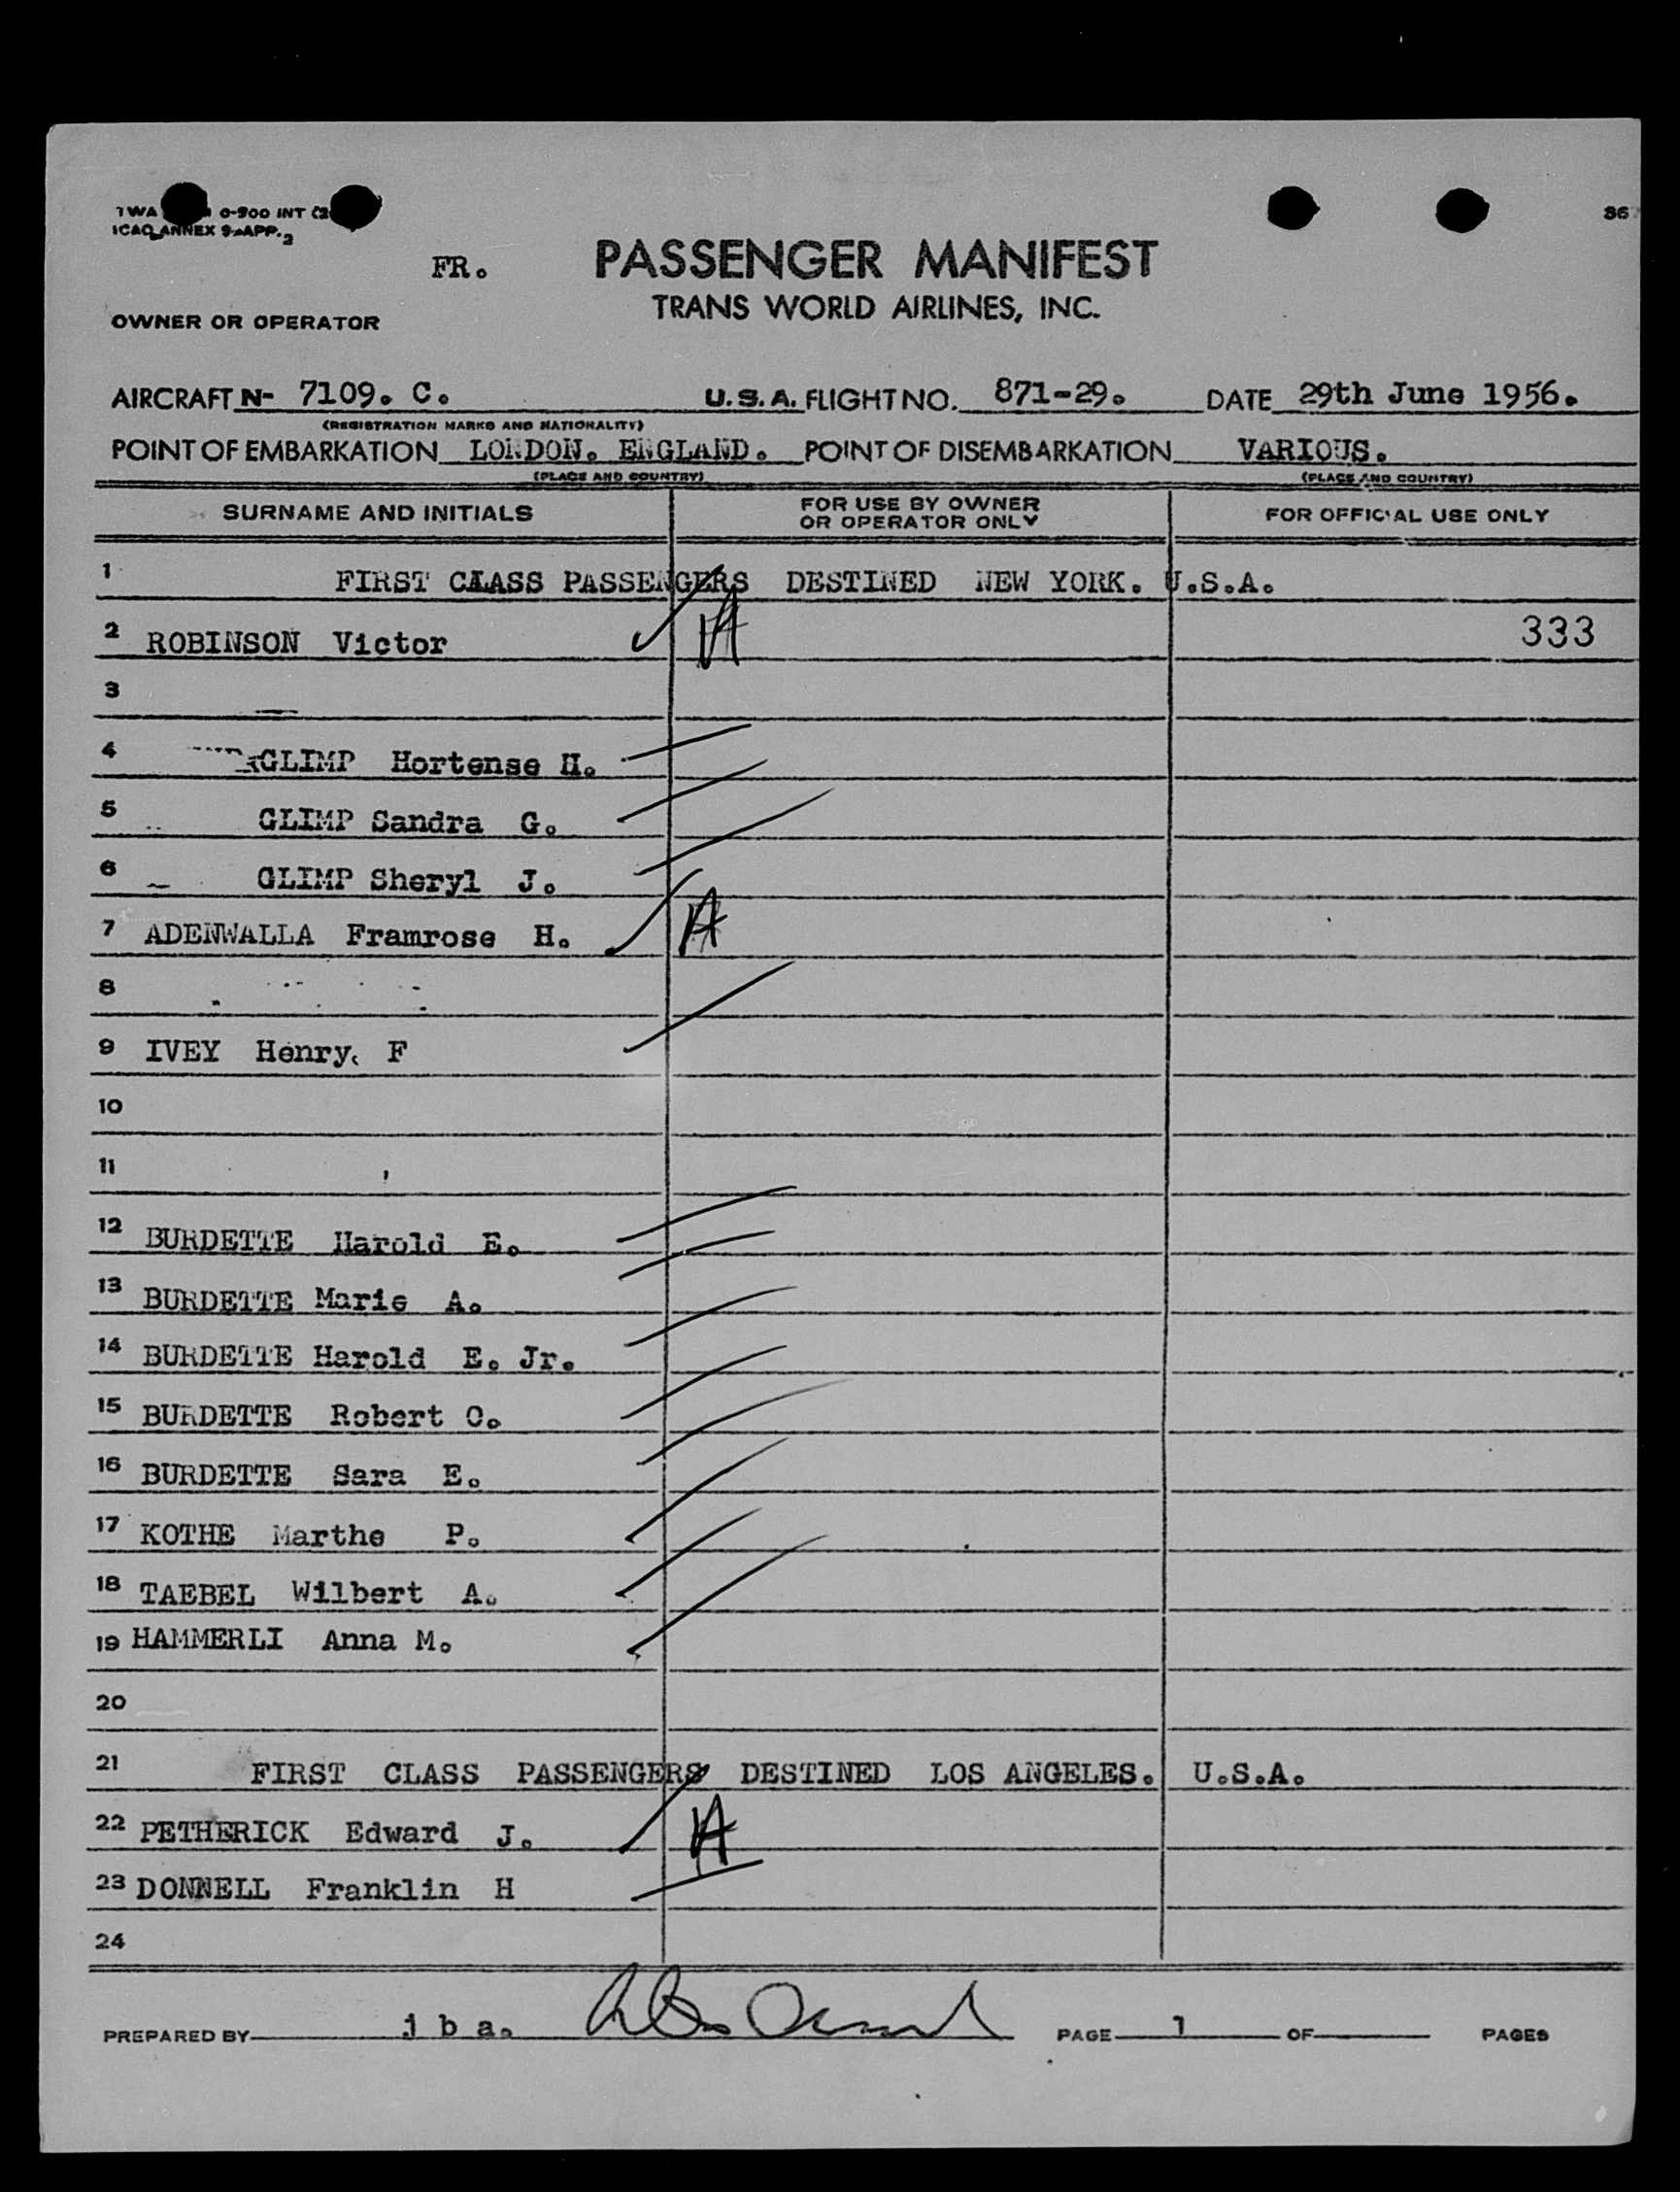 TWA 0-900 INT (2
ICAO ANNEX 9-APP. 2
36
FR. PASSENGER MANIFEST
TRANS WORLD AIRLINES, INC.
OWNER OR OPERATOR
AIRCRAFT N- 7109. C. U.S.A. FLIGHT NO. 871-29. DATE 29th June 1956.
(REGISTRATION MARKS AND NATIONALITY)
POINT OF EMBARKATION LONDON. ENGLAND. POINT OF DISEMBARKATION VARIOUS.
(PLACE AND COUNTRY) (PLACE AND COUNTRY)
SURNAME AND INITIALS FOR USE BY OWNER OR OPERATOR ONLY FOR OFFICIAL USE ONLY
1 FIRST CLASS PASSENGERS DESTINED NEW YORK. U.S.A.
2 ROBINSON Victor A 333
3
4 GLIMP Hortense H.
5 GLIMP Sandra G.
6 GLIMP Sheryl J.
7 ADENWALLA Framrose H. A
8
9 IVEY Henry. F
10
11
12 BURDETTE Harold E.
13 BURDETTE Marie A.
14 BURDETTE Harold E. Jr.
15 BURDETTE Robert O.
16 BURDETTE Sara E.
17 KOTHE Marthe P.
18 TAEBEL Wilbert A.
19 HAMMERLI Anna M.
20
21 FIRST CLASS PASSENGERS DESTINED LOS ANGELES. U.S.A.
22 PETHERICK Edward J. A
23 DONNELL Franklin H
24
PREPARED BY j b a. PAGE 1 OF PAGES